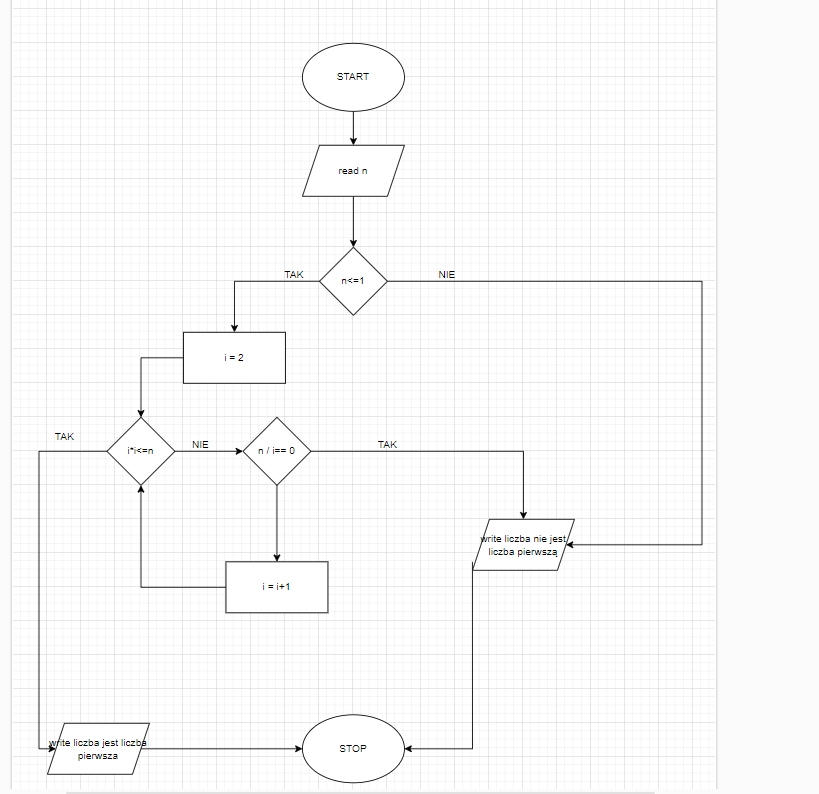 START
read n
n<=1
TAK
NIE
i = 2
TAK
i*i<=n
NIE
n / i== 0
TAK
write liczba nie jest
liczba pierwszą
i = i+1
write liczba jest liczba
pierwsza
STOP